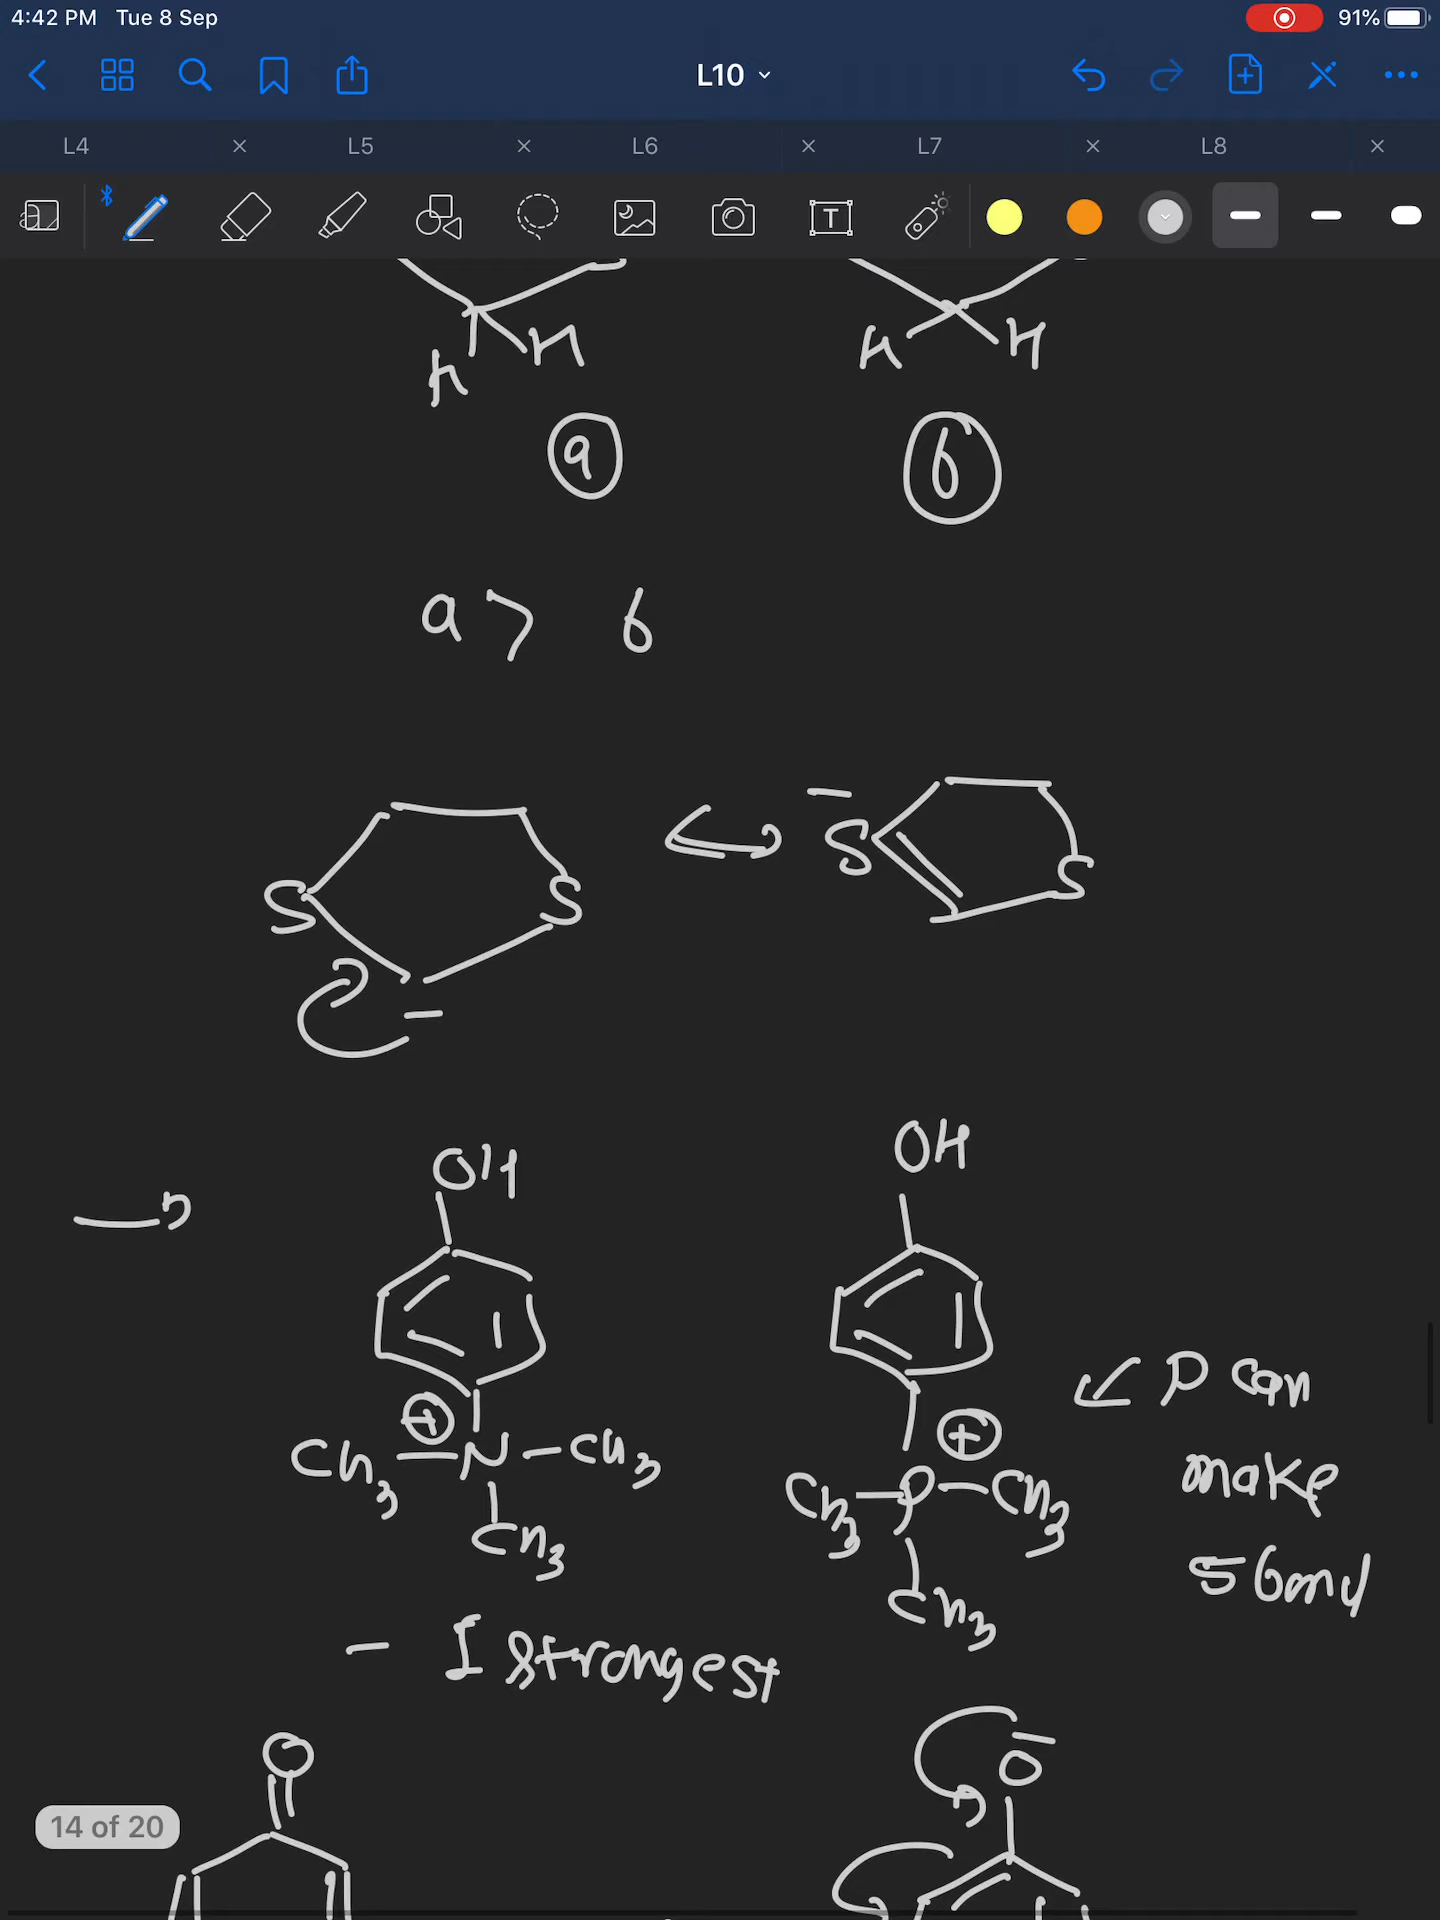 4:42 PM Tue 8 Sep 91%
L10
L4 × L5 × L6 × L7 × L8 ×
a T
H H H H
a b
a > b
S S ↔ S⁻ S
–
→ OH OH
⊕ ⊕
CH₃ – N – CH₃ CH₃ – P – CH₃
CH₃ CH₃
↙ P can
make
5 bond
– I strongest
O O⁻
14 of 20